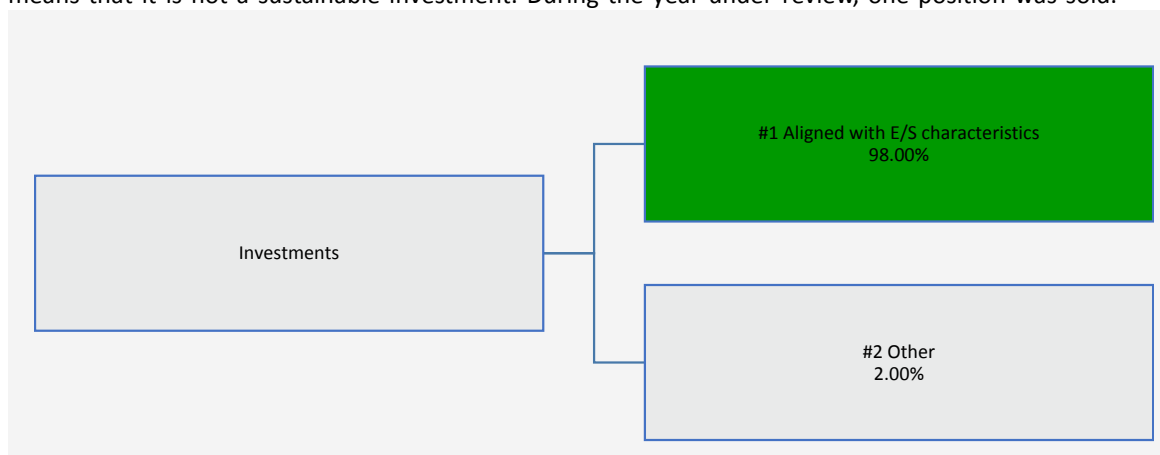 means that it is not a sustainable investment. During the year under review, one position was sold.
#1 Aligned with E/S characteristics
98.00%
Investments
#2 Other
2.00%